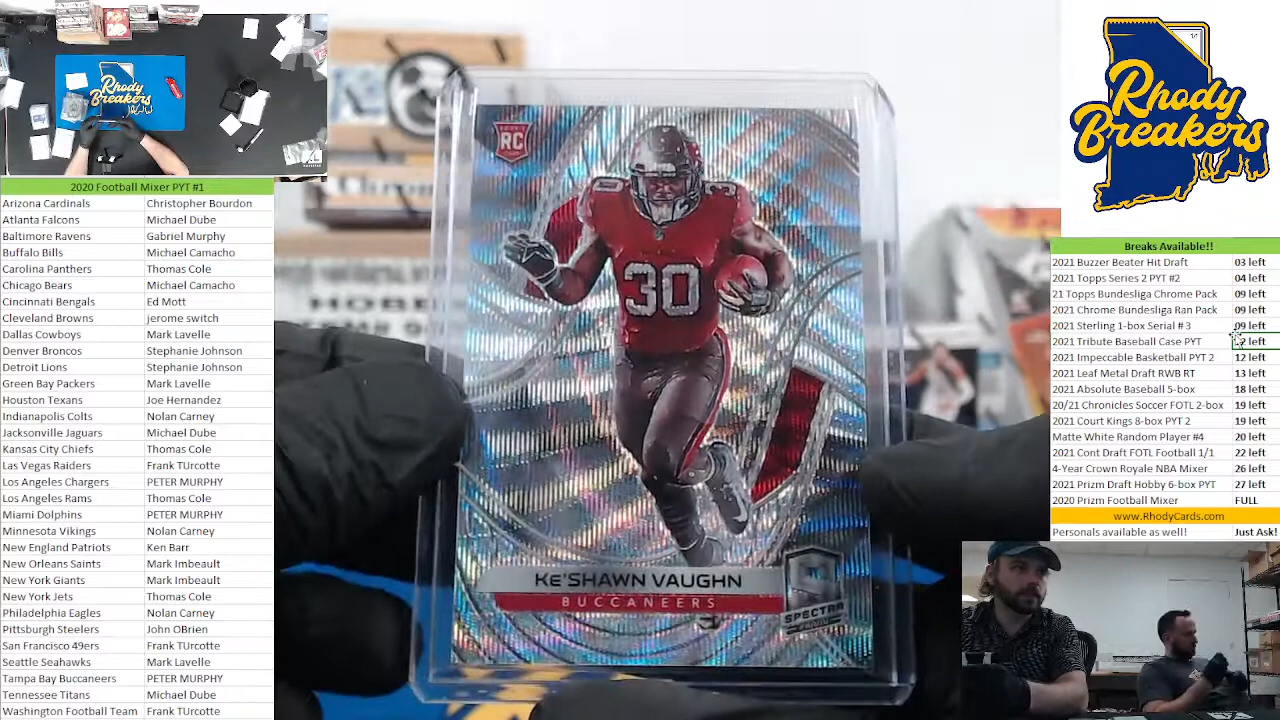 2020 Football Mixer PYT #1
Arizona Cardinals Christopher Bourdon
Atlanta Falcons Michael Dube
Baltimore Ravens Gabriel Murphy
Buffalo Bills Michael Camacho
Carolina Panthers Thomas Cole
Chicago Bears Michael Camacho
Cincinnati Bengals Ed Mott
Cleveland Browns jerome switch
Dallas Cowboys Mark Lavelle
Denver Broncos Stephanie Johnson
Detroit Lions Stephanie Johnson
Green Bay Packers Mark Lavelle
Houston Texans Joe Hernandez
Indianapolis Colts Nolan Carney
Jacksonville Jaguars Michael Dube
Kansas City Chiefs Thomas Cole
Las Vegas Raiders Frank TUrcotte
Los Angeles Chargers PETER MURPHY
Los Angeles Rams Thomas Cole
Miami Dolphins PETER MURPHY
Minnesota Vikings Nolan Carney
New England Patriots Ken Barr
New Orleans Saints Mark Imbeault
New York Giants Mark Imbeault
New York Jets Thomas Cole
Philadelphia Eagles Nolan Carney
Pittsburgh Steelers John OBrien
San Francisco 49ers Frank TUrcotte
Seattle Seahawks Mark Lavelle
Tampa Bay Buccaneers PETER MURPHY
Tennessee Titans Michael Dube
Washington Football Team Frank TUrcotte
Rhody
Breakers
RC
30
30
KE'SHAWN VAUGHN
BUCCANEERS
SPECTRA
HOBB
Rhody
Breakers
Breaks Available!!
2021 Buzzer Beater Hit Draft 03 left
2021 Topps Series 2 PYT #2 04 left
21 Topps Bundesliga Chrome Pack 09 left
2021 Chrome Bundesliga Ran Pack 09 left
2021 Sterling 1-box Serial # 3 09 left
2021 Tribute Baseball Case PYT 2 left
2021 Impeccable Basketball PYT 2 12 left
2021 Leaf Metal Draft RWB RT 13 left
2021 Absolute Baseball 5-box 18 left
20/21 Chronicles Soccer FOTL 2-box 19 left
2021 Court Kings 8-box PYT 2 19 left
Matte White Random Player #4 20 left
2021 Cont Draft FOTL Football 1/1 22 left
4-Year Crown Royale NBA Mixer 26 left
2021 Prizm Draft Hobby 6-box PYT 27 left
2020 Prizm Football Mixer FULL
www.RhodyCards.com
Personals available as well! Just Ask!